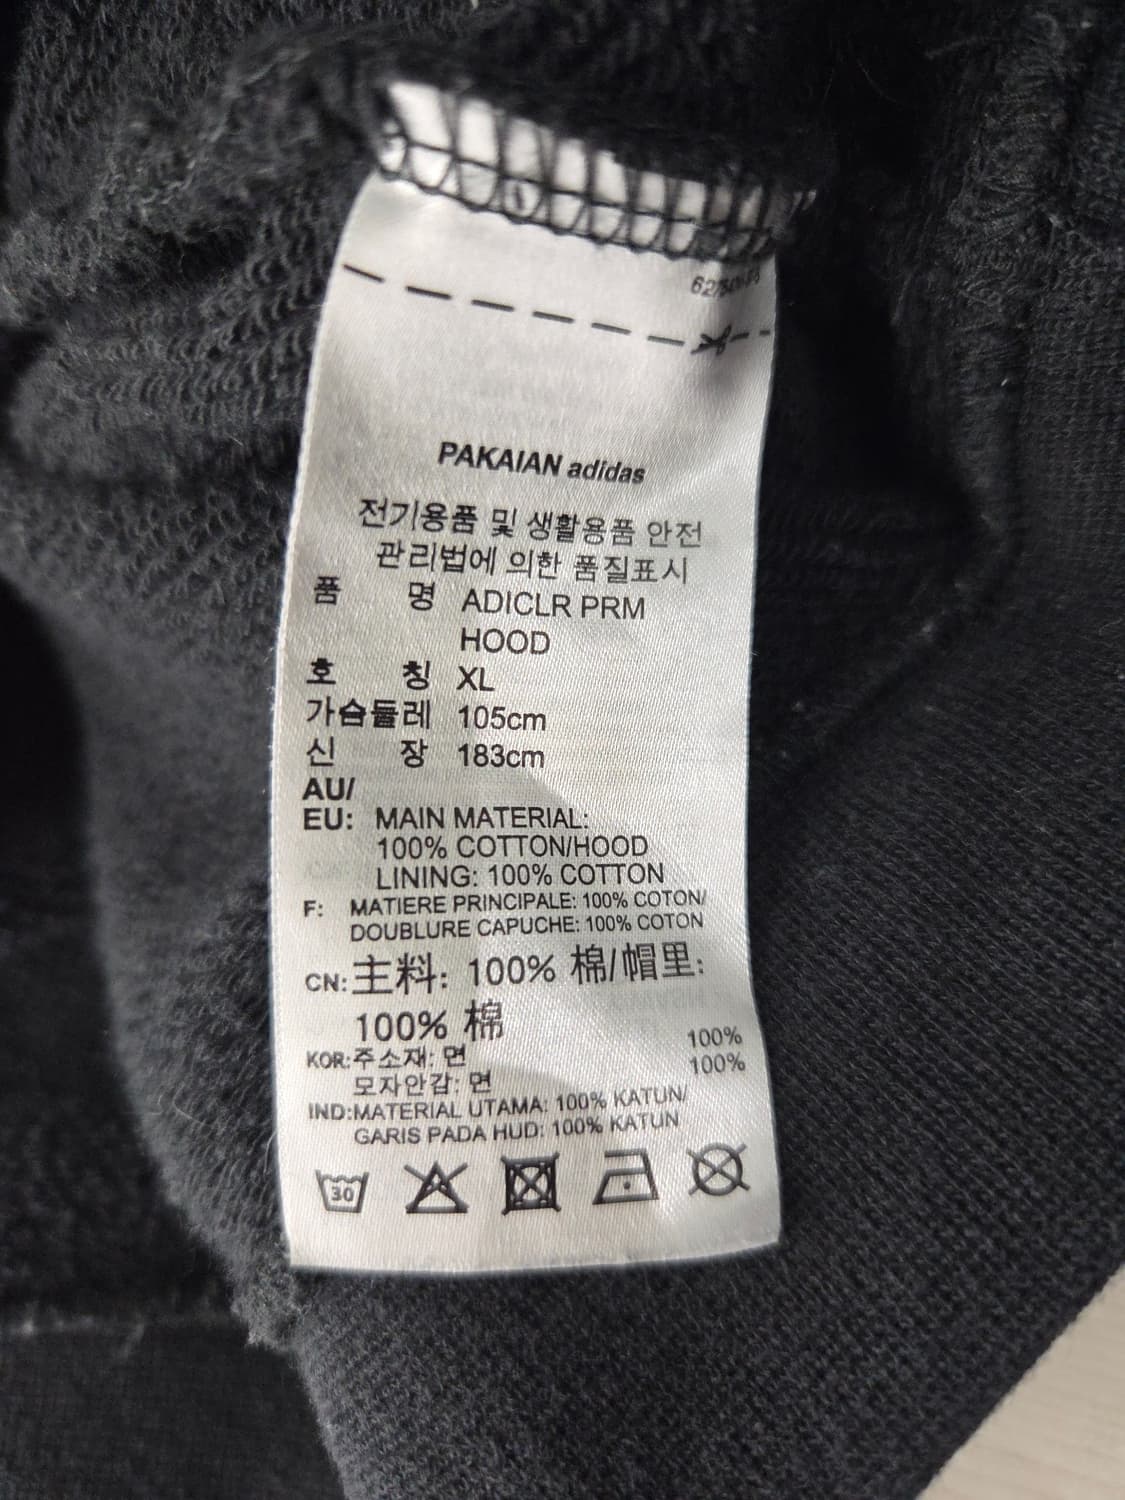 PAKAIAN adidas
전기용품 및 생활용품 안전
관리법에 의한 품질표시
품 명 ADICLR PRM
HOOD
호 칭 XL
가슴둘레 105cm
신 장 183cm
AU/
EU: MAIN MATERIAL:
100% COTTON/HOOD
LINING: 100% COTTON
F: MATIERE PRINCIPALE: 100% COTON/
DOUBLURE CAPUCHE: 100% COTON
CN: 主料: 100% 棉/帽里:
100% 棉
KOR: 주소재: 면 100%
모자안감: 면 100%
IND: MATERIAL UTAMA: 100% KATUN/
GARIS PADA HUD: 100% KATUN
30